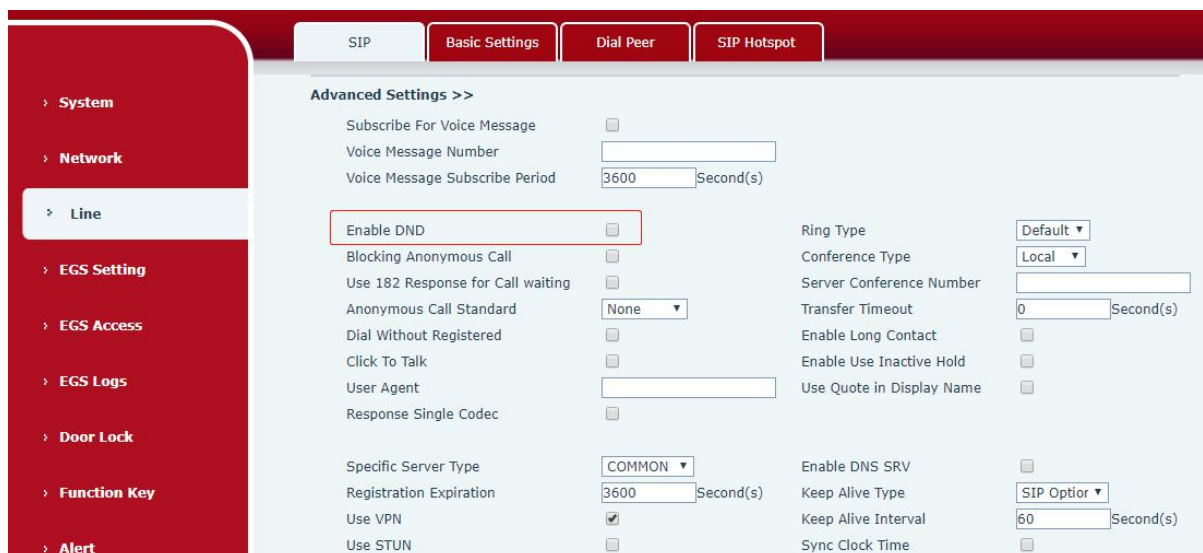 SIP Basic Settings Dial Peer SIP Hotspot
› System
› Network
› Line
› EGS Setting
› EGS Access
› EGS Logs
› Door Lock
› Function Key
› Alert
Advanced Settings >>
Subscribe For Voice Message
Voice Message Number
Voice Message Subscribe Period 3600 Second(s)
Enable DND Ring Type Default
Blocking Anonymous Call Conference Type Local
Use 182 Response for Call waiting Server Conference Number
Anonymous Call Standard None Transfer Timeout 0 Second(s)
Dial Without Registered Enable Long Contact
Click To Talk Enable Use Inactive Hold
User Agent Use Quote in Display Name
Response Single Codec
Specific Server Type COMMON Enable DNS SRV
Registration Expiration 3600 Second(s) Keep Alive Type SIP Option
Use VPN Keep Alive Interval 60 Second(s)
Use STUN Sync Clock Time